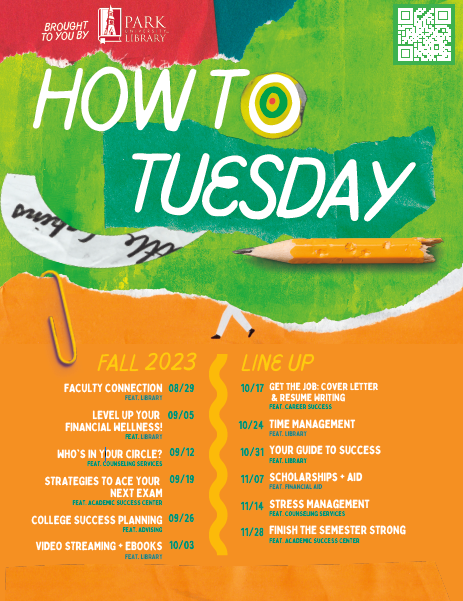 BROUGHT
TO YOU BY
PARK
UNIVERSITY
LIBRARY
HOW TO
TUESDAY
FALL 2023 LINE UP
FACULTY CONNECTION 08/29
FEAT. LIBRARY
LEVEL UP YOUR 09/05
FINANCIAL WELLNESS!
FEAT. LIBRARY
WHO'S IN YOUR CIRCLE? 09/12
FEAT. COUNSELING SERVICES
STRATEGIES TO ACE YOUR 09/19
NEXT EXAM
FEAT. ACADEMIC SUCCESS CENTER
COLLEGE SUCCESS PLANNING 09/26
FEAT. ADVISING
VIDEO STREAMING + EBOOKS 10/03
FEAT. LIBRARY
10/17 GET THE JOB: COVER LETTER
& RESUME WRITING
FEAT. CAREER SUCCESS
10/24 TIME MANAGEMENT
FEAT. LIBRARY
10/31 YOUR GUIDE TO SUCCESS
FEAT. LIBRARY
11/07 SCHOLARSHIPS + AID
FEAT. FINANCIAL AID
11/14 STRESS MANAGEMENT
FEAT. COUNSELING SERVICES
11/28 FINISH THE SEMESTER STRONG
FEAT. ACADEMIC SUCCESS CENTER